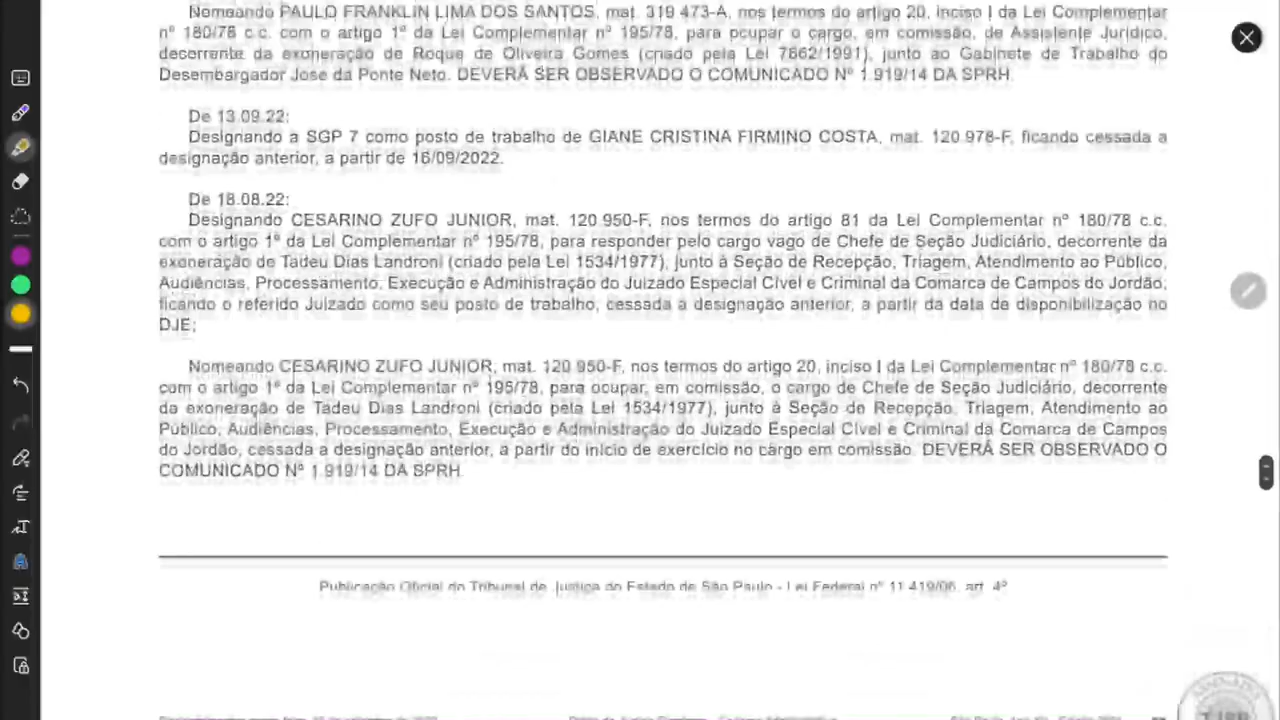 Nomeando PAULO FRANKLIN LIMA DOS SANTOS, mat. 319 473-A, nos termos do artigo 20, inciso I da Lei Complementar
nº 180/78 c.c. com o artigo 1º da Lei Complementar nº 195/78, para ocupar o cargo, em comissão, de Assistente Jurídico,
decorrente da exoneração de Roque de Oliveira Gomes (criado pela Lei 7662/1991), junto ao Gabinete de Trabalho do
Desembargador José da Ponte Neto. DEVERÁ SER OBSERVADO O COMUNICADO Nº 1.919/14 DA SPRH.
De 13.09.22:
Designando a SGP 7 como posto de trabalho de GIANE CRISTINA FIRMINO COSTA, mat. 120 978-F, ficando cessada a
designação anterior, a partir de 16/09/2022.
De 18.08.22:
Designando CESARINO ZUFO JUNIOR, mat. 120 950-F, nos termos do artigo 81 da Lei Complementar nº 180/78 c.c.
com o artigo 1º da Lei Complementar nº 195/78, para responder pelo cargo vago de Chefe de Seção Judiciário, decorrente da
exoneração de Tadeu Dias Landroni (criado pela Lei 1534/1977), junto à Seção de Recepção, Triagem, Atendimento ao Público,
Audiências, Processamento, Execução e Administração do Juizado Especial Cível e Criminal da Comarca de Campos do Jordão,
ficando o referido Juizado como seu posto de trabalho, cessada a designação anterior, a partir da data de disponibilização no
DJE;
Nomeando CESARINO ZUFO JUNIOR, mat. 120 950-F, nos termos do artigo 20, inciso I da Lei Complementar nº 180/78 c.c.
com o artigo 1º da Lei Complementar nº 195/78, para ocupar, em comissão, o cargo de Chefe de Seção Judiciário, decorrente
da exoneração de Tadeu Dias Landroni (criado pela Lei 1534/1977), junto à Seção de Recepção, Triagem, Atendimento ao
Público, Audiências, Processamento, Execução e Administração do Juizado Especial Cível e Criminal da Comarca de Campos
do Jordão, cessada a designação anterior, a partir do início de exercício no cargo em comissão. DEVERÁ SER OBSERVADO O
COMUNICADO Nº 1.919/14 DA SPRH.
Publicação Oficial do Tribunal de Justiça do Estado de São Paulo - Lei Federal nº 11.419/06, art. 4º